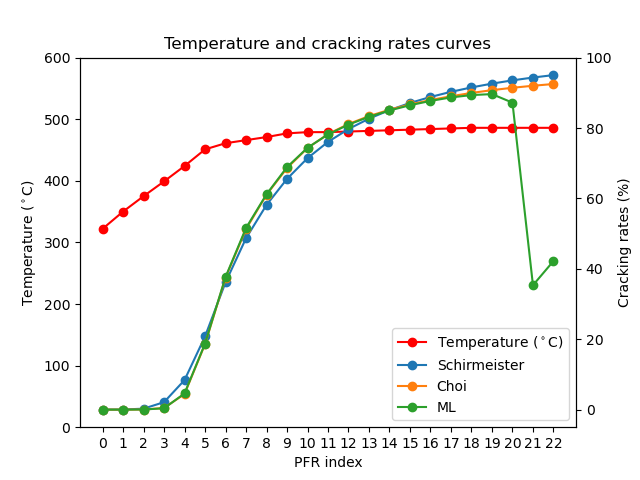 Temperature and cracking rates curves
600
500
400
300
200
100
0
Temperature (°C)
100
80
60
40
20
0
Cracking rates (%)
Temperature (°C)
Schirmeister
Choi
ML
0 1 2 3 4 5 6 7 8 9 10 11 12 13 14 15 16 17 18 19 20 21 22
PFR index